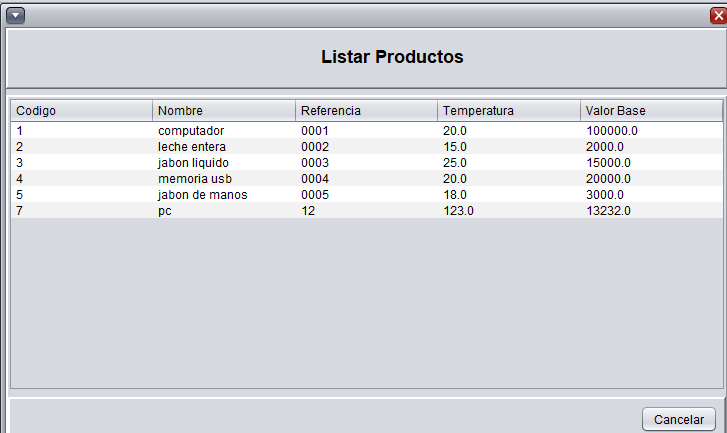 Listar Productos
Codigo Nombre Referencia Temperatura Valor Base
1 computador 0001 20.0 100000.0
2 leche entera 0002 15.0 2000.0
3 jabon liquido 0003 25.0 15000.0
4 memoria usb 0004 20.0 20000.0
5 jabon de manos 0005 18.0 3000.0
7 pc 12 123.0 13232.0
Cancelar